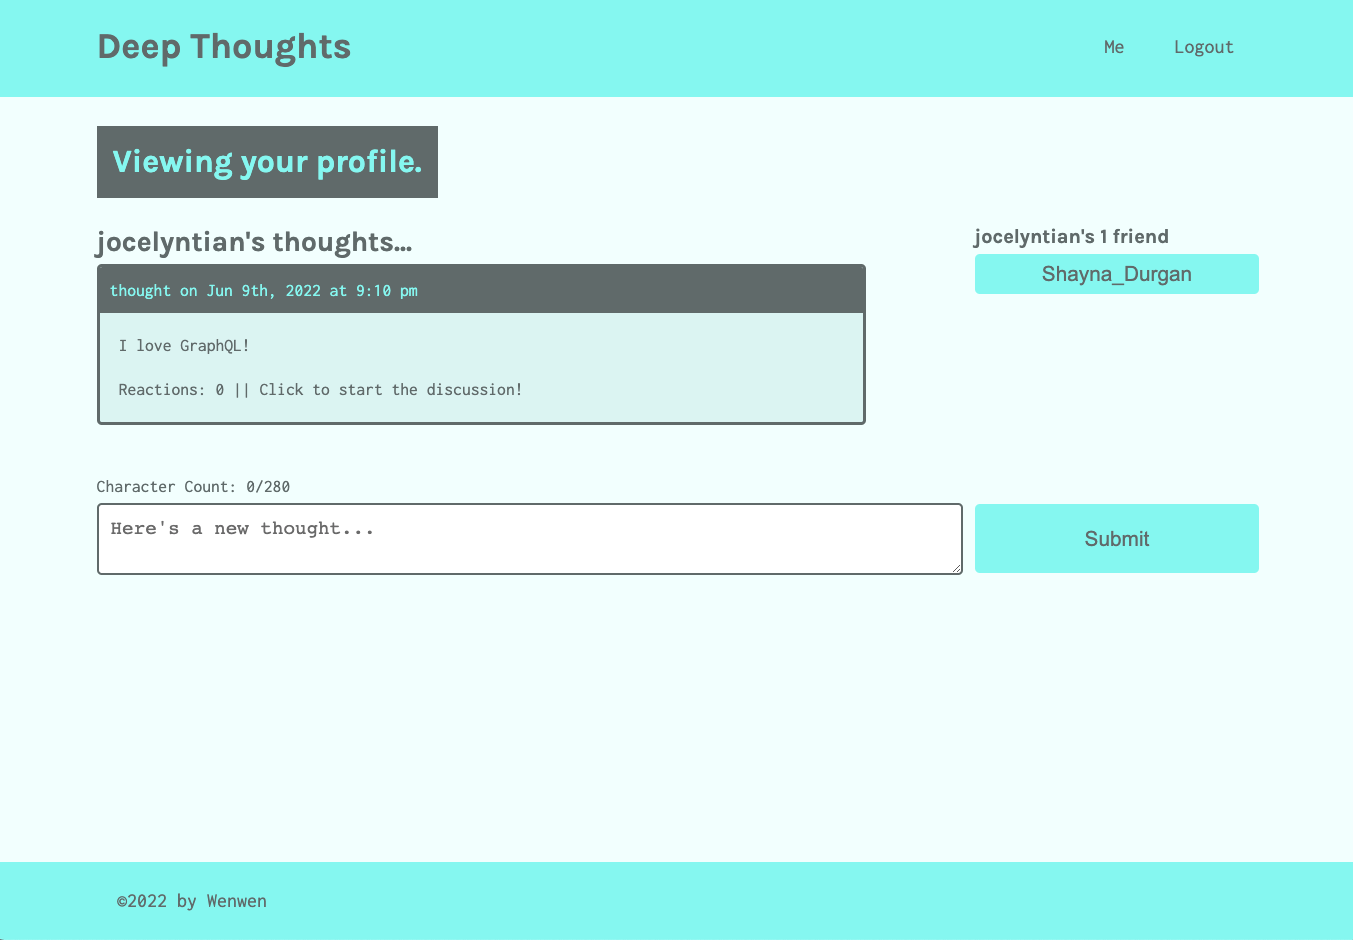 Deep Thoughts
Me
Logout
Viewing your profile.
jocelyntian's thoughts...
thought on Jun 9th, 2022 at 9:10 pm
I love GraphQL!
Reactions: 0 || Click to start the discussion!
jocelyntian's 1 friend
Shayna_Durgan
Character Count: 0/280
Here's a new thought...
Submit
©2022 by Wenwen